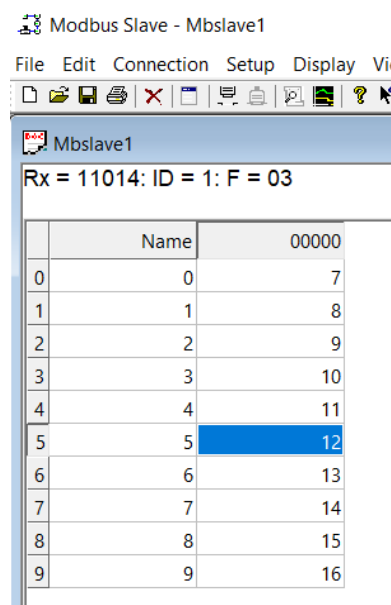 Modbus Slave - Mbslave1
File Edit Connection Setup Display
Mbslave1
Rx = 11014: ID = 1: F = 03
Name 00000
0 0 7
1 1 8
2 2 9
3 3 10
4 4 11
5 5 12
6 6 13
7 7 14
8 8 15
9 9 16